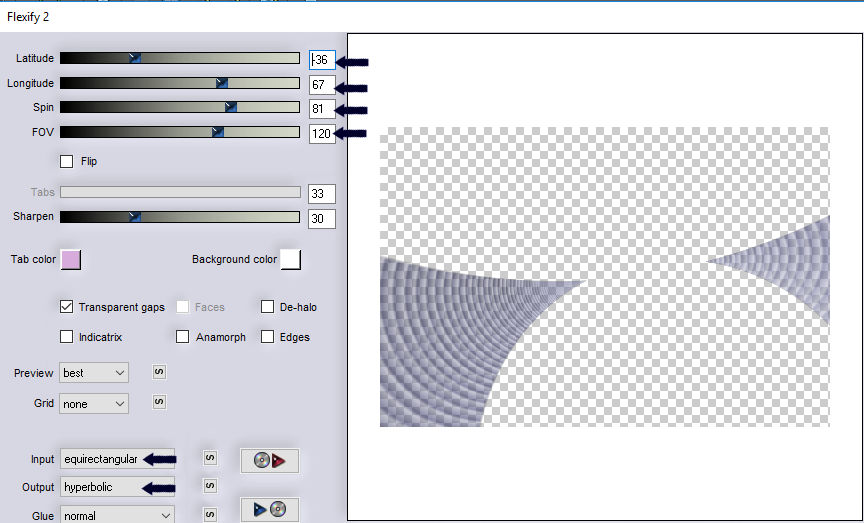 Flexify 2
Latitude -36
Longitude 67
Spin 81
FOV 120
Flip
Tabs 33
Sharpen 30
Tab color Background color
Transparent gaps Faces De-halo
Indicatrix Anamorph Edges
Preview best S
Grid none S
Input equirectangular S
Output hyperbolic S
Glue normal S